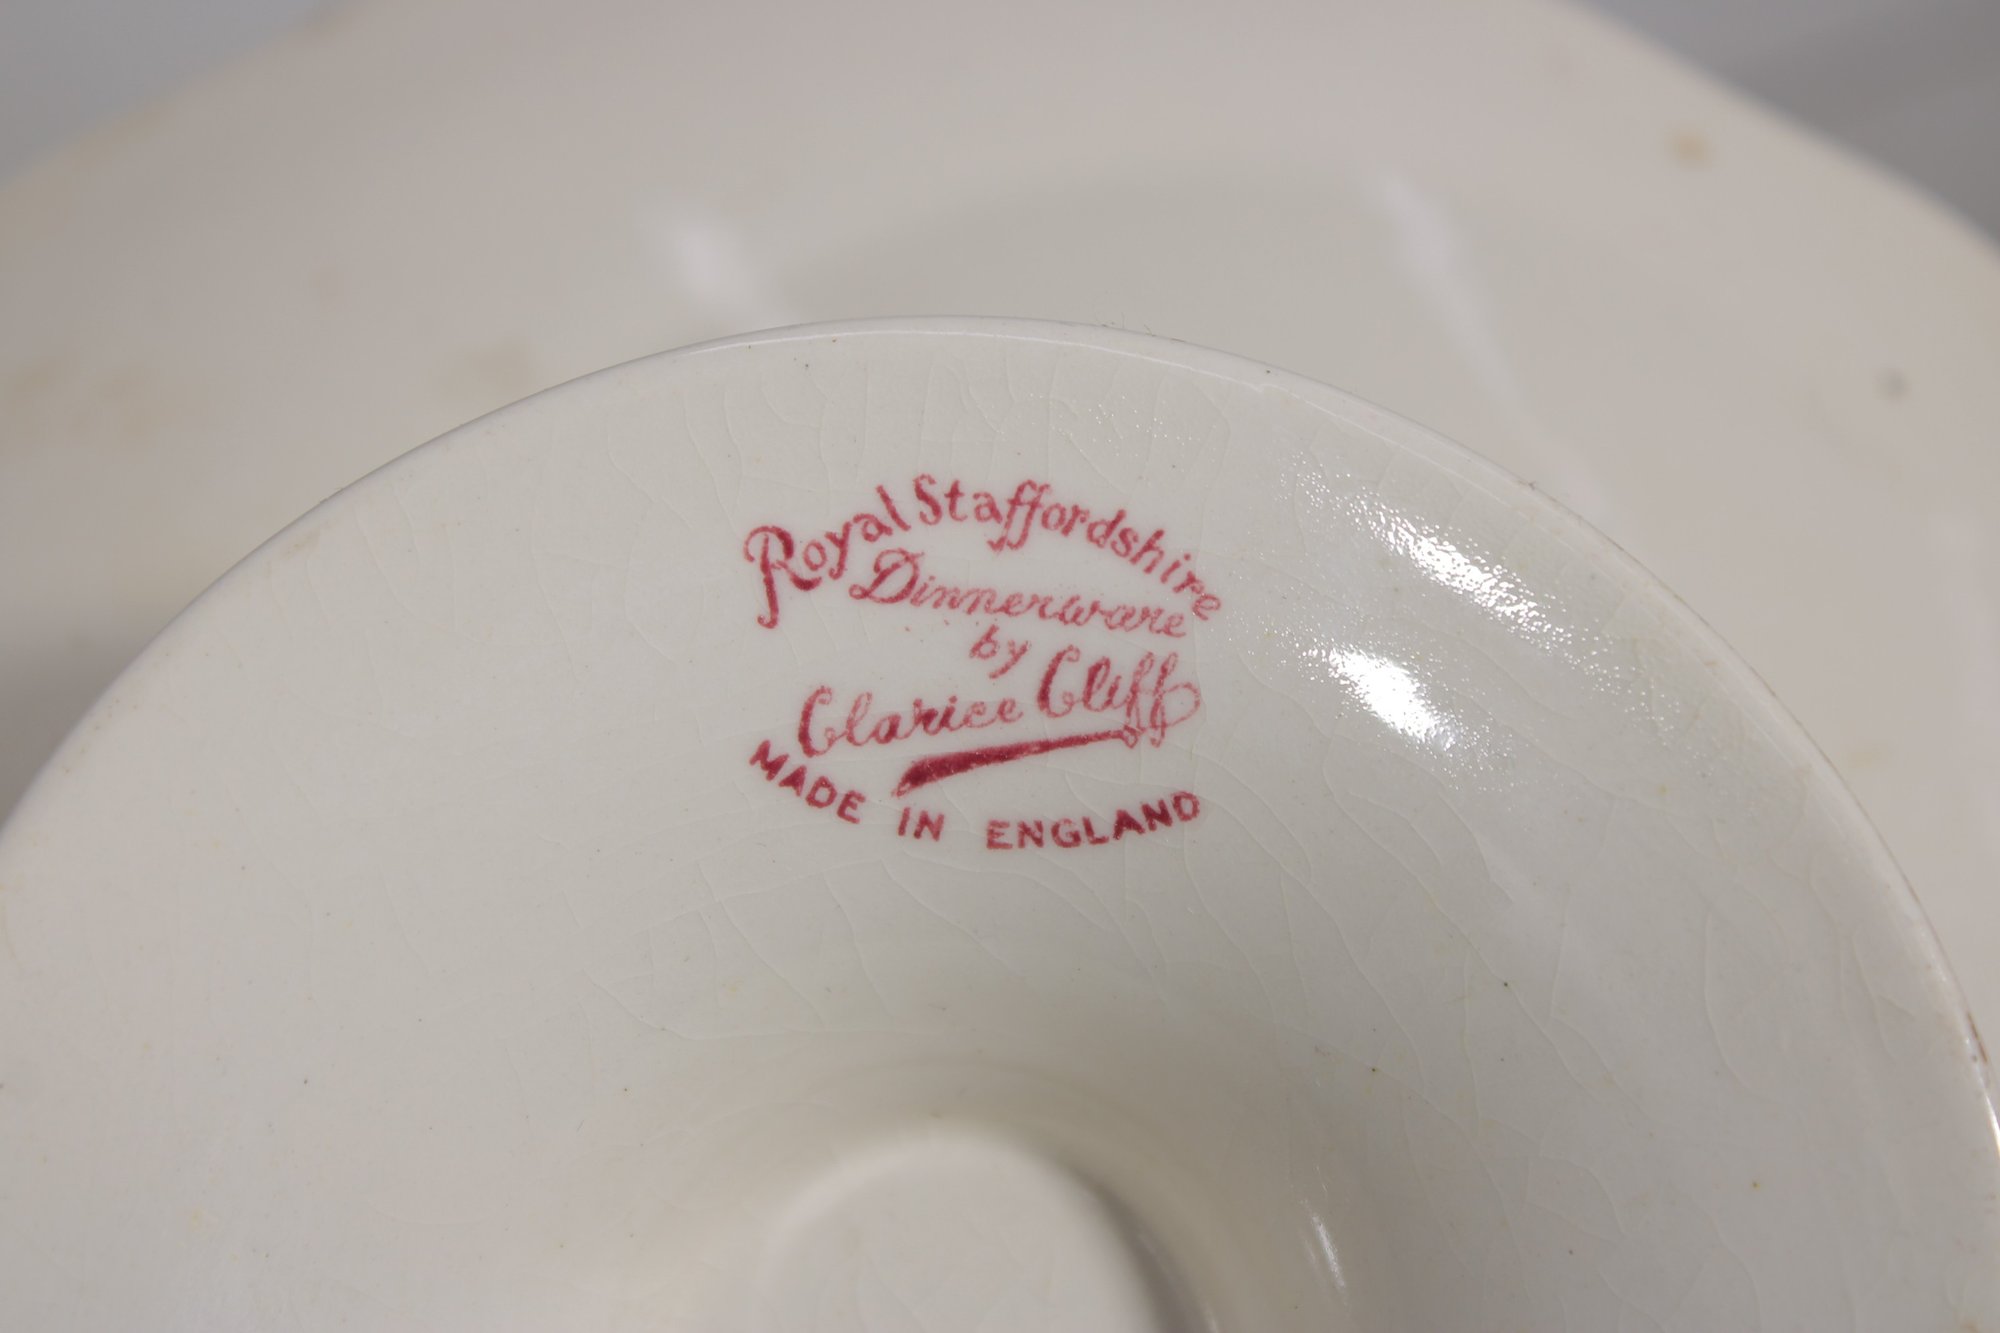 Royal Staffordshire
Dinnerware
by
Clarice Cliff
MADE IN ENGLAND